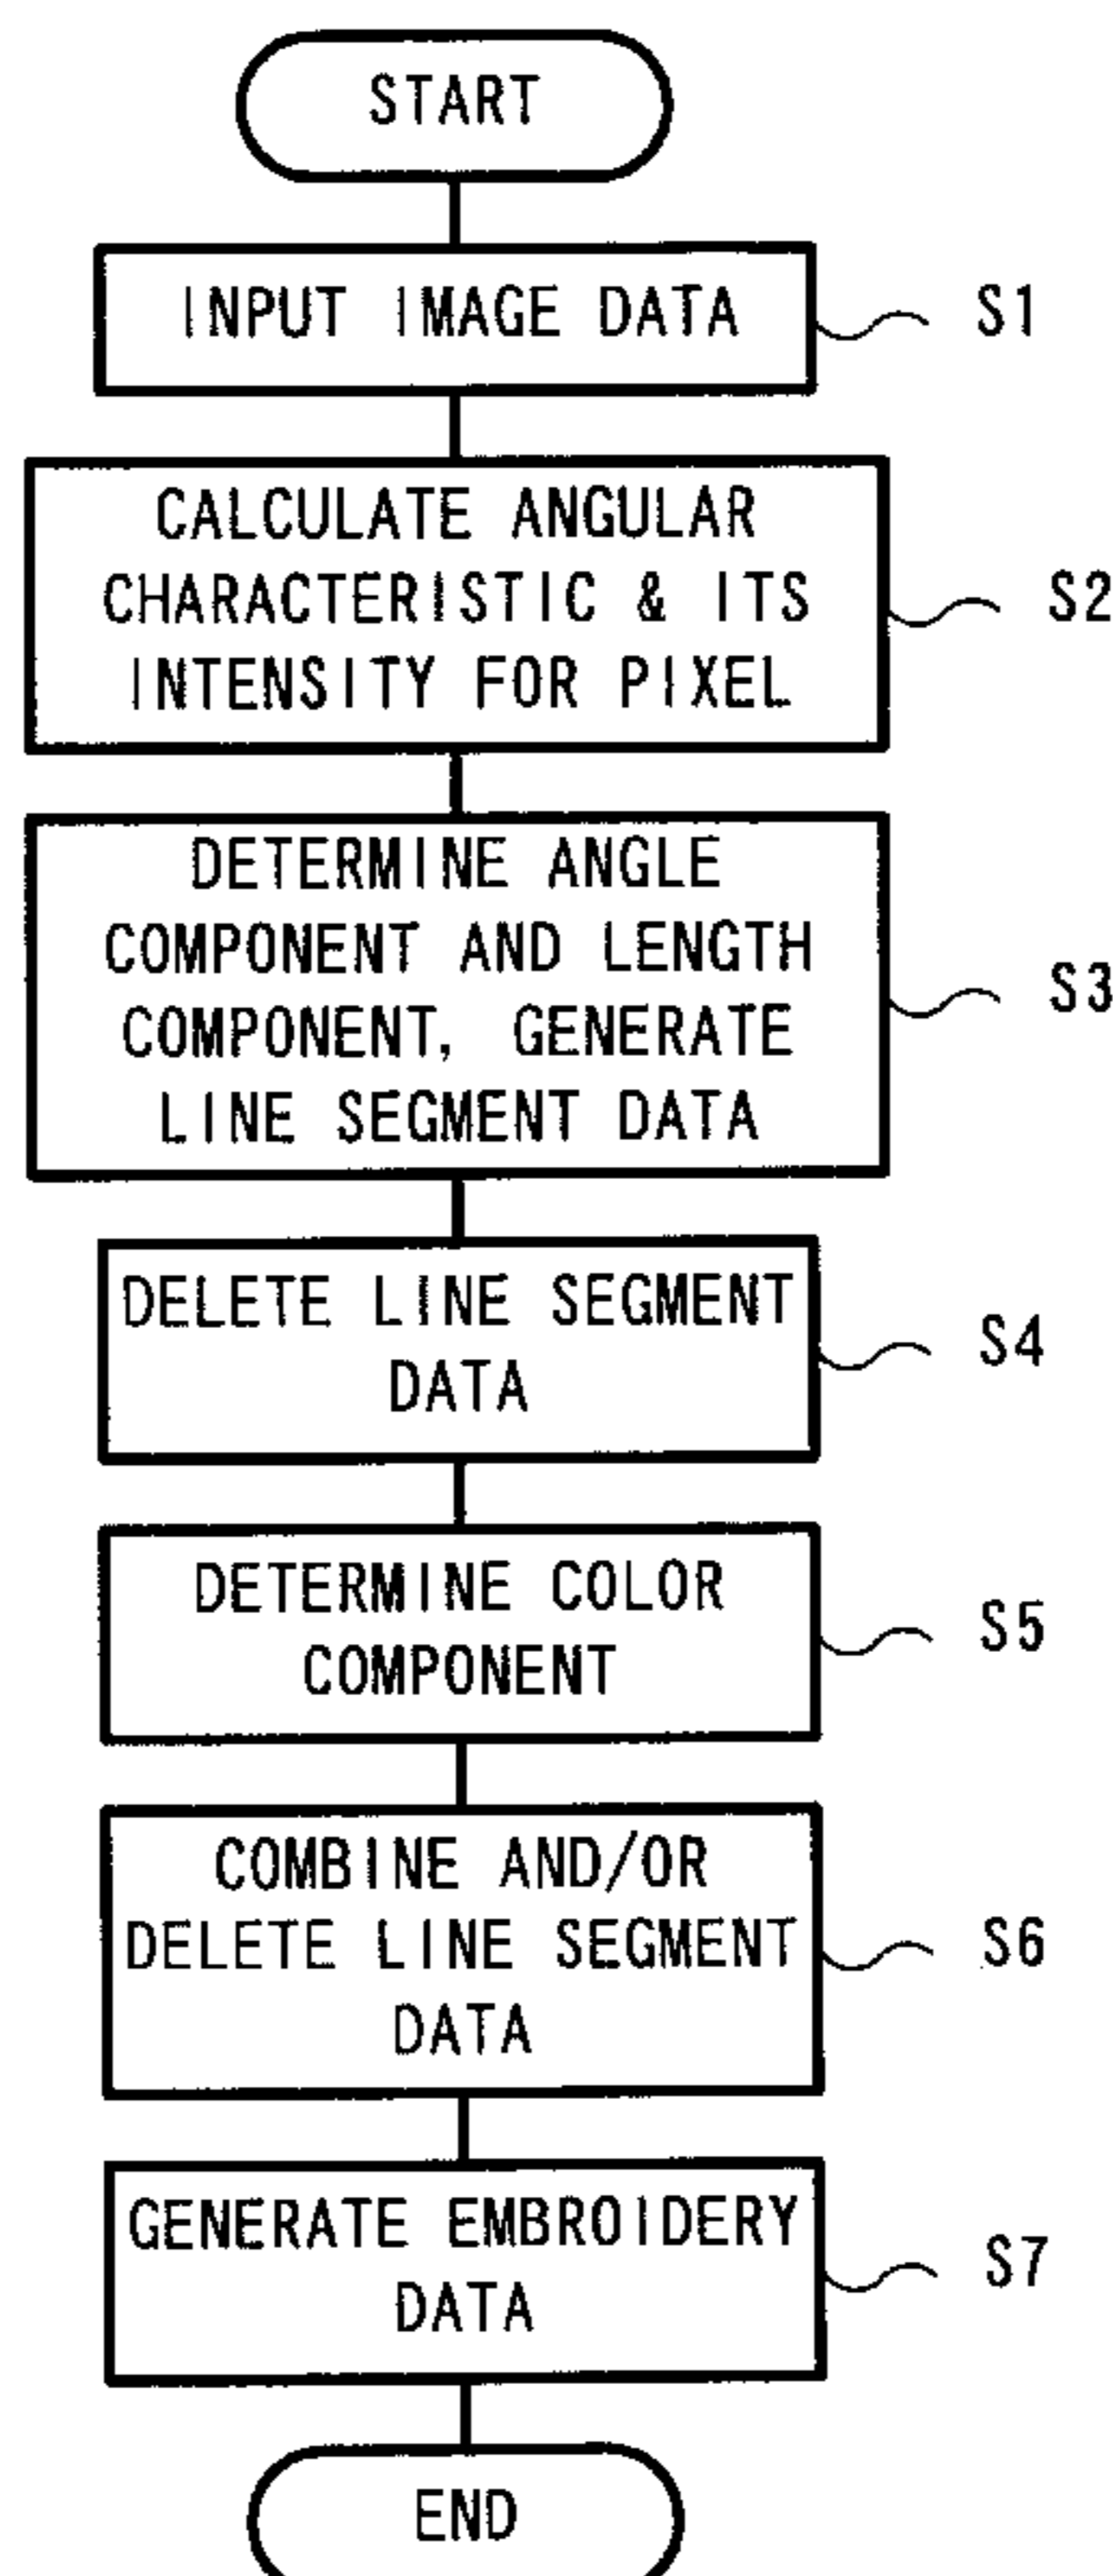 START
INPUT IMAGE DATA
S1
CALCULATE ANGULAR
CHARACTERISTIC & ITS
INTENSITY FOR PIXEL
S2
DETERMINE ANGLE
COMPONENT AND LENGTH
COMPONENT, GENERATE
LINE SEGMENT DATA
S3
DELETE LINE SEGMENT
DATA
S4
DETERMINE COLOR
COMPONENT
S5
COMBINE AND/OR
DELETE LINE SEGMENT
DATA
S6
GENERATE EMBROIDERY
DATA
S7
END